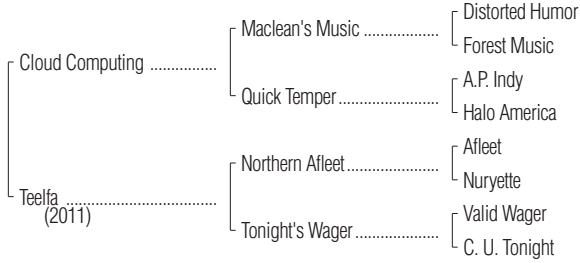 Distorted Humor
Maclean's Music
Forest Music
Cloud Computing
A.P. Indy
Quick Temper
Halo America
Afleet
Northern Afleet
Nuryette
Teelfa
(2011)
Valid Wager
Tonight's Wager
C. U. Tonight